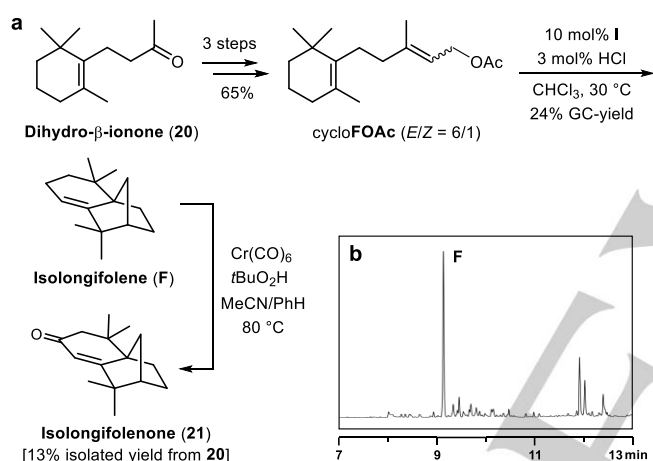 a
O
3 steps
65%
OAc
10 mol% I
3 mol% HCl
CHCl₃, 30 °C
24% GC-yield
Dihydro-β-ionone (20)
cycloFOAc (E/Z = 6/1)
Isolongifolene (F)
Cr(CO)₆
tBuO₂H
MeCN/PhH
80 °C
O
Isolongifolenone (21)
[13% isolated yield from 20]
b
F
7 9 11 13 min